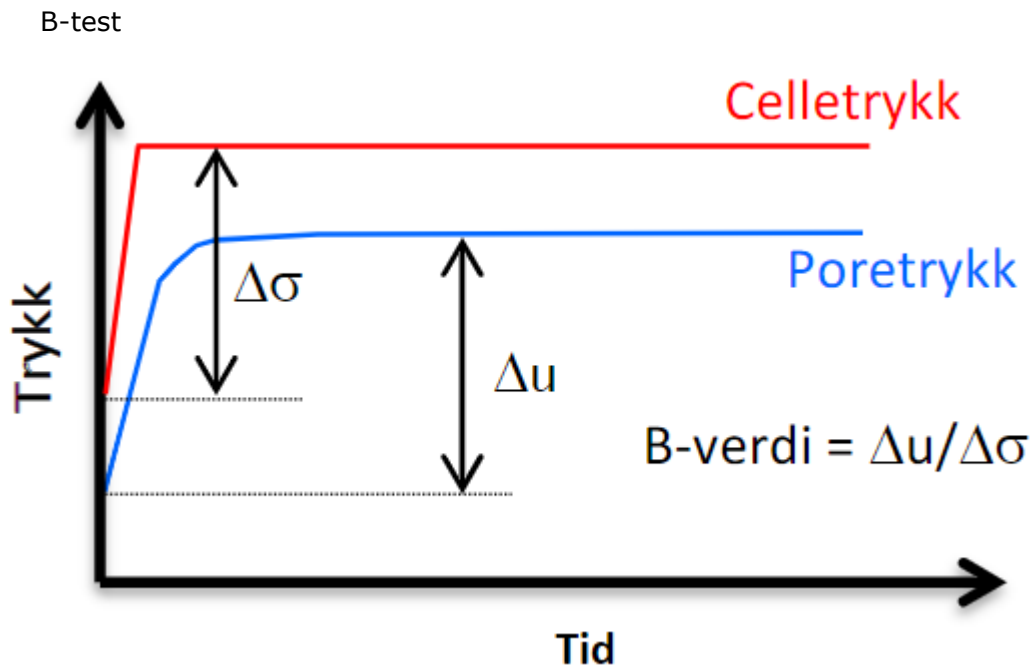 B-test
Celletrykk
Poretrykk
Δσ
Δu
Trykk
B-verdi = Δu/Δσ
Tid